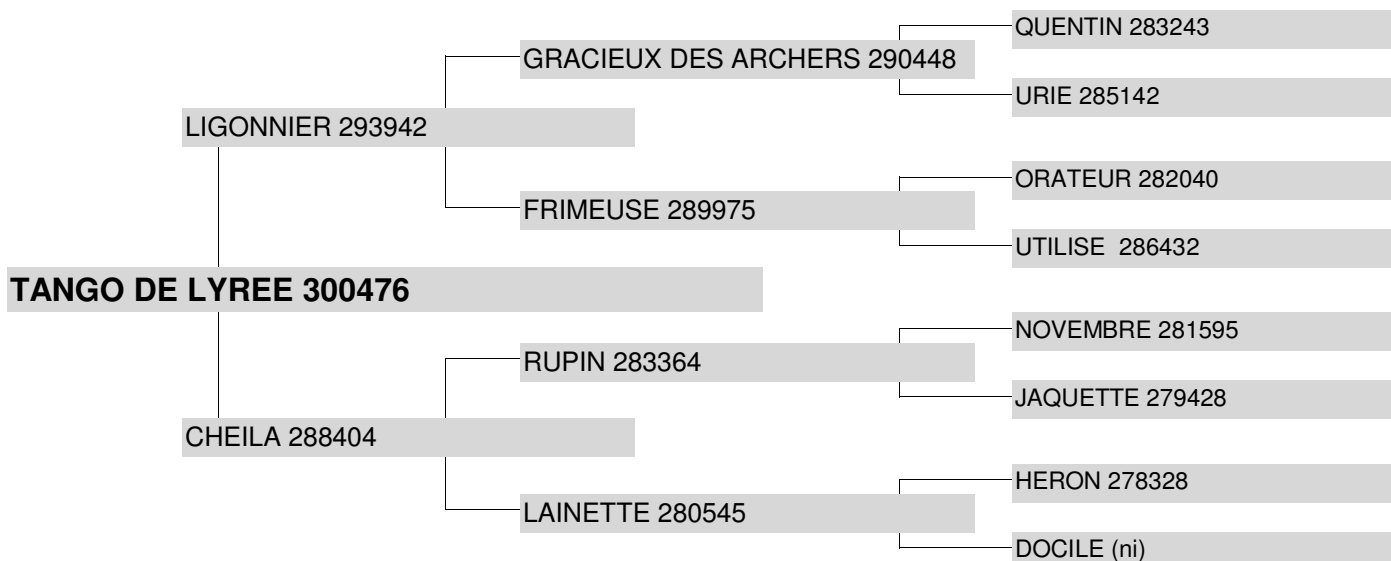 QUENTIN 283243
GRACIEUX DES ARCHERS 290448
URIE 285142
LIGONNIER 293942
ORATEUR 282040
FRIMEUSE 289975
UTILISE 286432
TANGO DE LYREE 300476
NOVEMBRE 281595
RUPIN 283364
JAQUETTE 279428
CHEILA 288404
HERON 278328
LAINETTE 280545
DOCILE (ni)